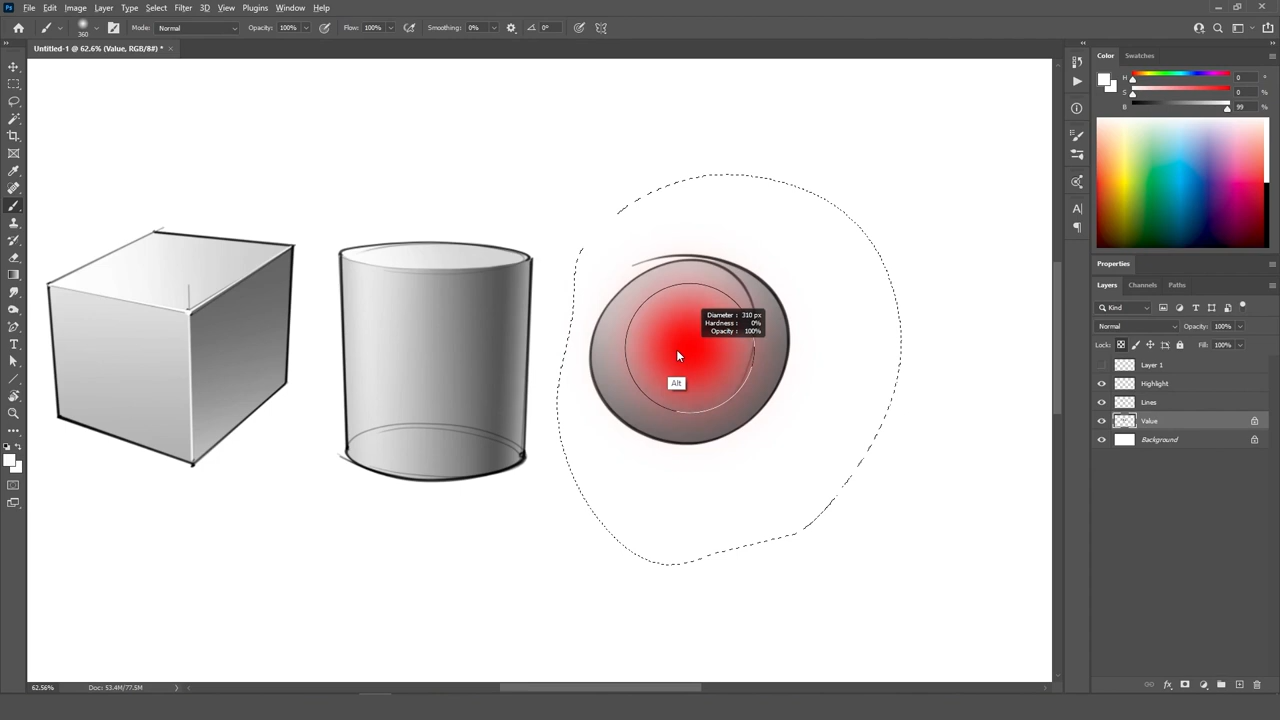 Ps File Edit Image Layer Type Select Filter 3D View Plugins Window Help
360 Mode: Normal Opacity: 100% Flow: 100% Smoothing: 0% 0°
Untitled-1 @ 62.6% (Value, RGB/8#) * ×
Color Swatches
H 0 °
S 0 %
B 99 %
Diameter : 310 px
Hardness : 0%
Opacity : 100%
Alt
Properties
Layers Channels Paths
Kind
Normal Opacity: 100%
Lock: Fill: 100%
Layer 1
Highlight
Lines
Value
Background
62.56% Doc: 53.4M/77.5M
fx